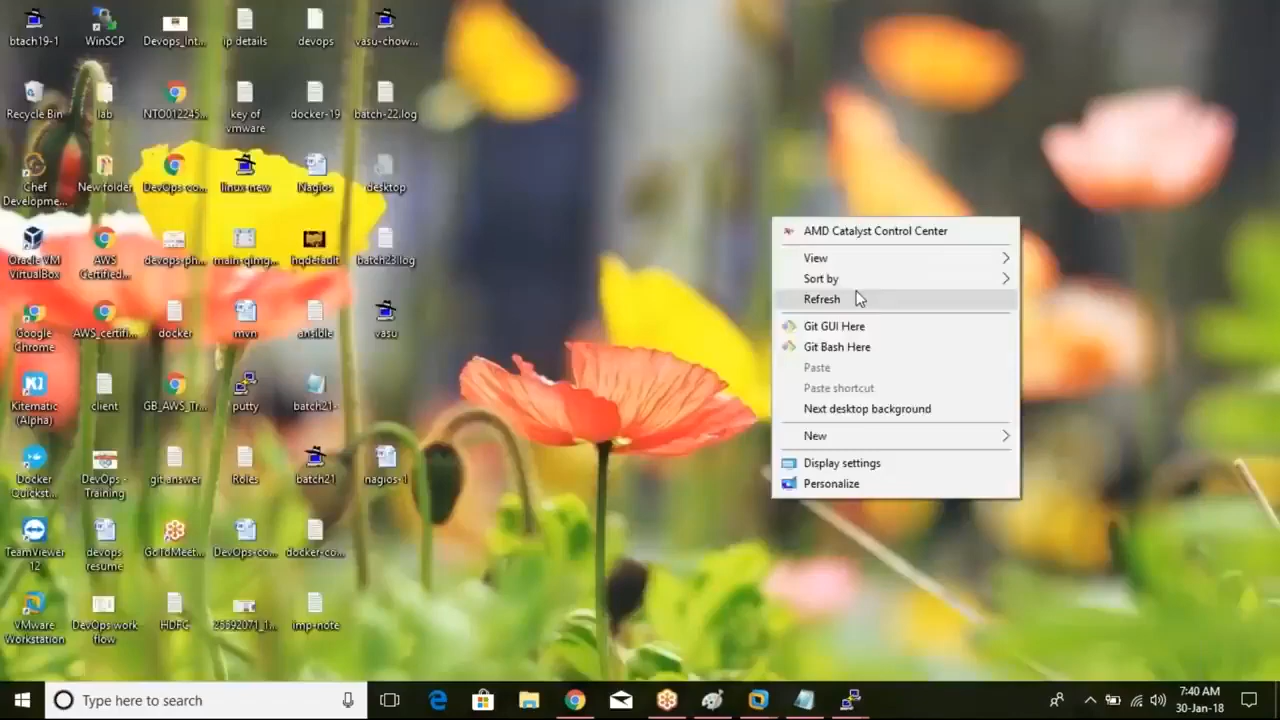 btach19-1
WinSCP
Devops_Int...
ip details
devops
vasu-chow...
Recycle Bin
lab
NTO012245...
key of
vmware
docker-19
batch-22.log
Chef
Developme...
New folder
DevOps-co...
linux-new
Nagios
desktop
Oracle VM
VirtualBox
AWS
Certified...
devops-ph...
main-qimg...
hqdefault
batch23.log
Google
Chrome
AWS_certifi...
docker
mvn
ansible
vasu
Kitematic
(Alpha)
client
GB_AWS_Tr...
putty
batch21-
Docker
Quickst...
DevOps -
Training
git answer
Roles
batch21
nagios-1
TeamViewer
12
devops
resume
GoToMeet...
DevOps-co...
docker-co...
VMware
Workstation
DevOps work
flow
HDFC
imp-note
AMD Catalyst Control Center
View
Sort by
Refresh
Git GUI Here
Git Bash Here
Paste
Paste shortcut
Next desktop background
New
Display settings
Personalize
Type here to search
7:40 AM
30-Jan-18